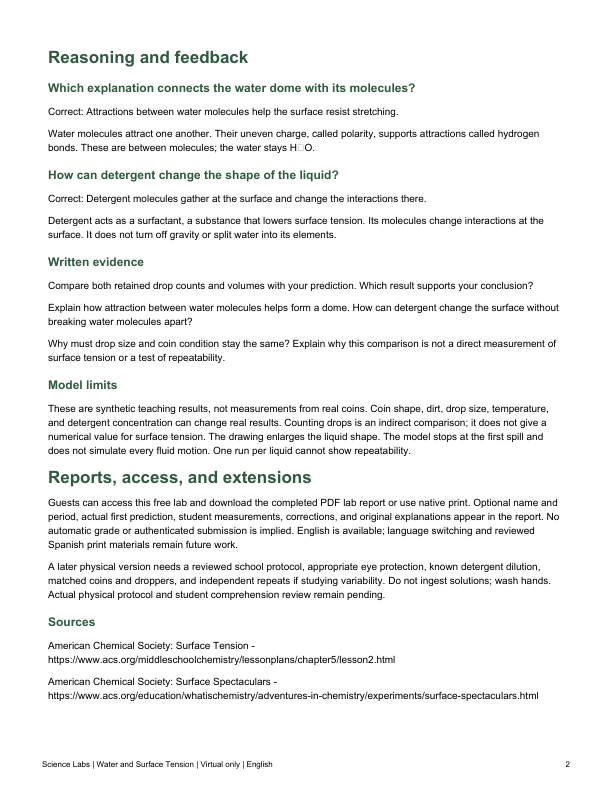 Reasoning and feedback
Which explanation connects the water dome with its molecules?
Correct: Attractions between water molecules help the surface resist stretching.
Water molecules attract one another. Their uneven charge, called polarity, supports attractions called hydrogen
bonds. These are between molecules; the water stays H□O.
How can detergent change the shape of the liquid?
Correct: Detergent molecules gather at the surface and change the interactions there.
Detergent acts as a surfactant, a substance that lowers surface tension. Its molecules change interactions at the
surface. It does not turn off gravity or split water into its elements.
Written evidence
Compare both retained drop counts and volumes with your prediction. Which result supports your conclusion?
Explain how attraction between water molecules helps form a dome. How can detergent change the surface without
breaking water molecules apart?
Why must drop size and coin condition stay the same? Explain why this comparison is not a direct measurement of
surface tension or a test of repeatability.
Model limits
These are synthetic teaching results, not measurements from real coins. Coin shape, dirt, drop size, temperature,
and detergent concentration can change real results. Counting drops is an indirect comparison; it does not give a
numerical value for surface tension. The drawing enlarges the liquid shape. The model stops at the first spill and
does not simulate every fluid motion. One run per liquid cannot show repeatability.
Reports, access, and extensions
Guests can access this free lab and download the completed PDF lab report or use native print. Optional name and
period, actual first prediction, student measurements, corrections, and original explanations appear in the report. No
automatic grade or authenticated submission is implied. English is available; language switching and reviewed
Spanish print materials remain future work.
A later physical version needs a reviewed school protocol, appropriate eye protection, known detergent dilution,
matched coins and droppers, and independent repeats if studying variability. Do not ingest solutions; wash hands.
Actual physical protocol and student comprehension review remain pending.
Sources
American Chemical Society: Surface Tension -
https://www.acs.org/middleschoolchemistry/lessonplans/chapter5/lesson2.html
American Chemical Society: Surface Spectaculars -
https://www.acs.org/education/whatischemistry/adventures-in-chemistry/experiments/surface-spectaculars.html
Science Labs | Water and Surface Tension | Virtual only | English
2